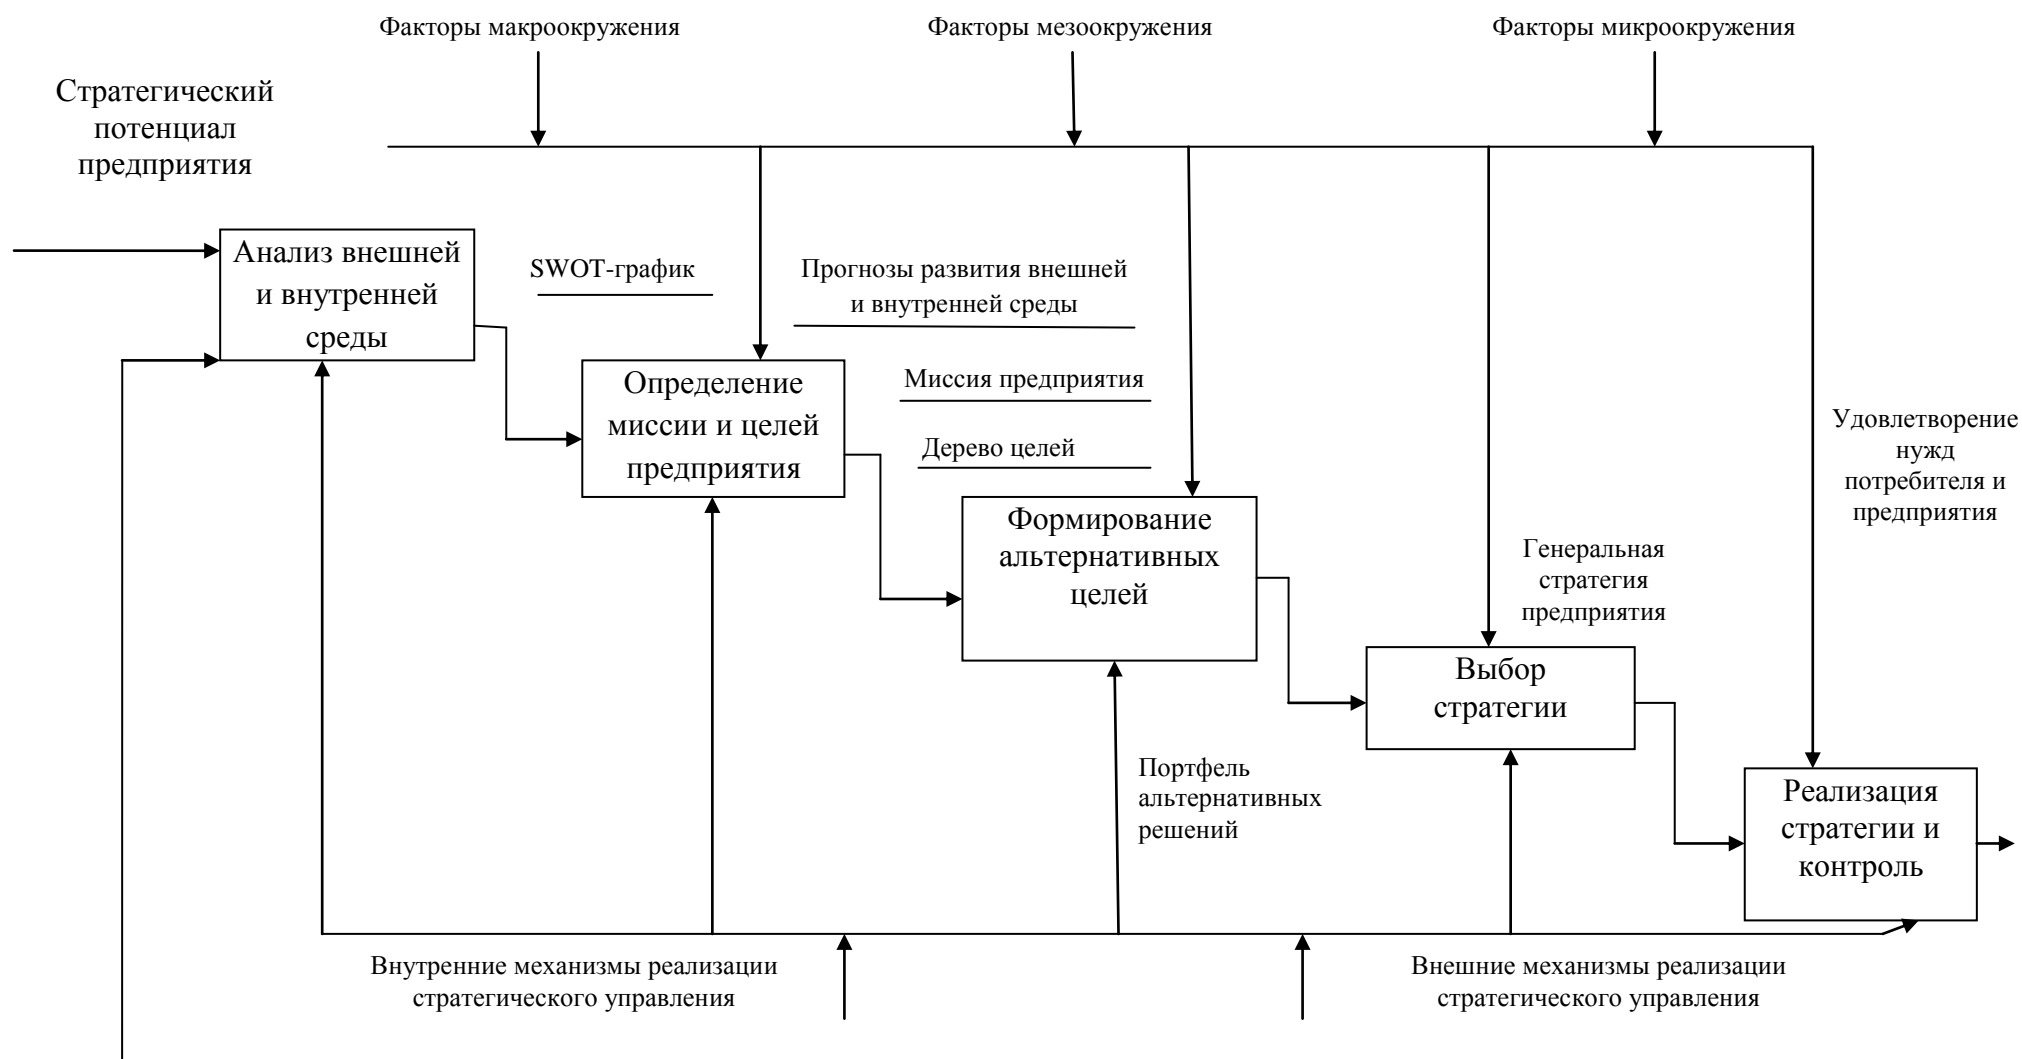 Факторы макроокружения
Факторы мезоокружения
Факторы микроокружения
Стратегический
потенциал
предприятия
Анализ внешней
и внутренней
среды
SWOT-график
Прогнозы развития внешней
и внутренней среды
Определение
миссии и целей
предприятия
Миссия предприятия
Дерево целей
Удовлетворение
нужд
потребителя и
предприятия
Формирование
альтернативных
целей
Генеральная
стратегия
предприятия
Выбор
стратегии
Портфель
альтернативных
решений
Реализация
стратегии и
контроль
Внутренние механизмы реализации
стратегического управления
Внешние механизмы реализации
стратегического управления